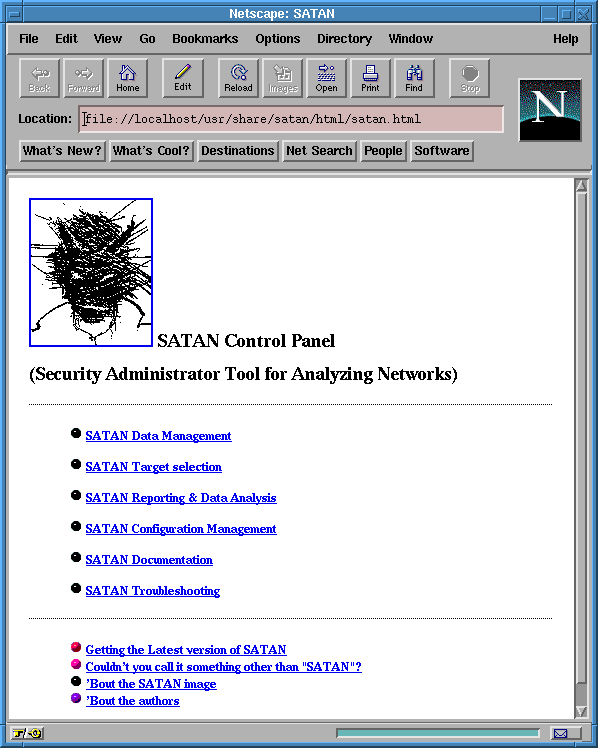 Netscape: SATAN
File Edit View Go Bookmarks Options Directory Window Help
Back Forward Home Edit Reload Images Open Print Find Stop
N
Location: file://localhost/usr/share/satan/html/satan.html
What's New? What's Cool? Destinations Net Search People Software
SATAN Control Panel
(Security Administrator Tool for Analyzing Networks)
SATAN Data Management
SATAN Target selection
SATAN Reporting & Data Analysis
SATAN Configuration Management
SATAN Documentation
SATAN Troubleshooting
Getting the Latest version of SATAN
Couldn't you call it something other than "SATAN"?
'Bout the SATAN image
'Bout the authors